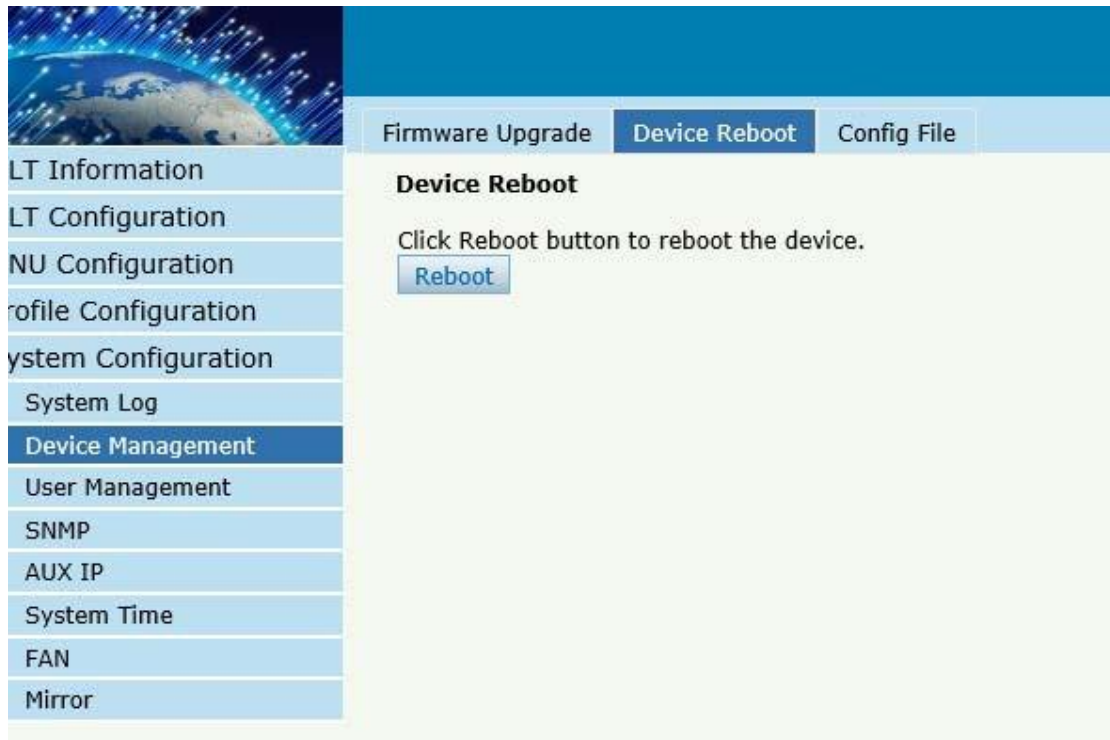 Firmware Upgrade Device Reboot Config File
LT Information
LT Configuration
NU Configuration
rofile Configuration
ystem Configuration
System Log
Device Management
User Management
SNMP
AUX IP
System Time
FAN
Mirror
Device Reboot
Click Reboot button to reboot the device.
Reboot